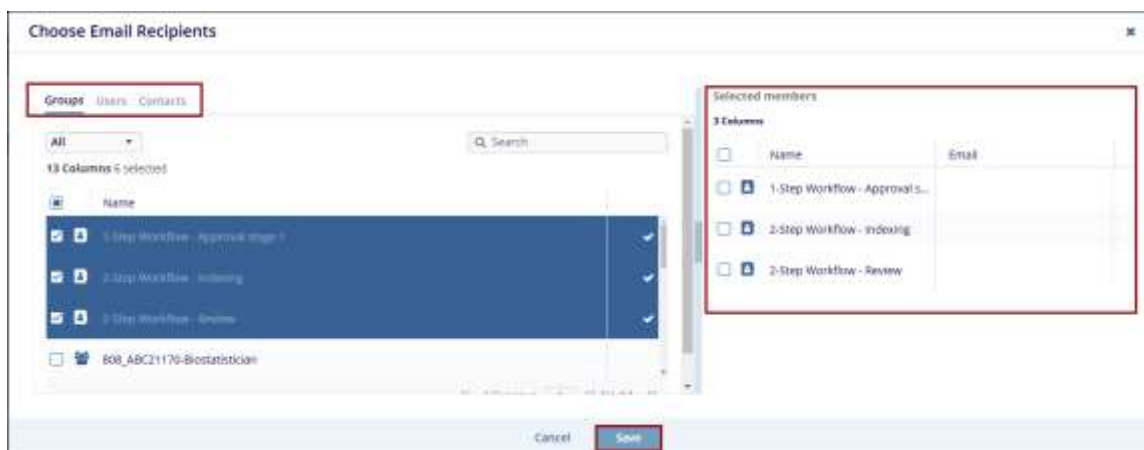 Choose Email Recipients
Groups Users Contacts
All
Search
13 Columns 6 selected
Name
1-Step Workflow - Approval stage 1
2-Step Workflow - Indexing
2-Step Workflow - Review
B08_ABC21170-Biostatistician
Selected members
3 Columns
Name Email
1-Step Workflow - Approval s...
2-Step Workflow - Indexing
2-Step Workflow - Review
Cancel Save